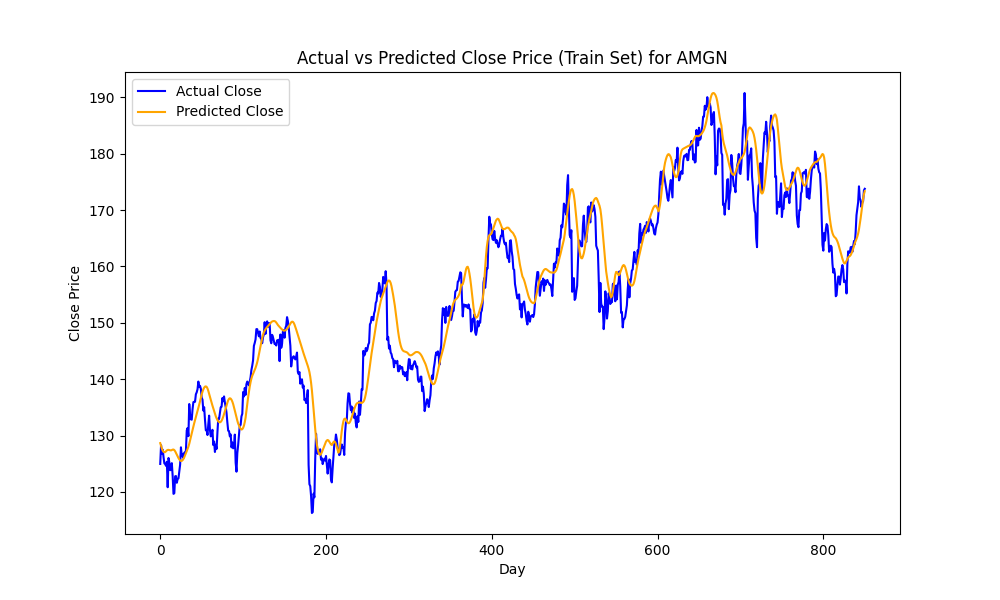 Actual vs Predicted Close Price (Train Set) for AMGN
Actual Close
Predicted Close
Close Price
190
180
170
160
150
140
130
120
0
200
400
600
800
Day